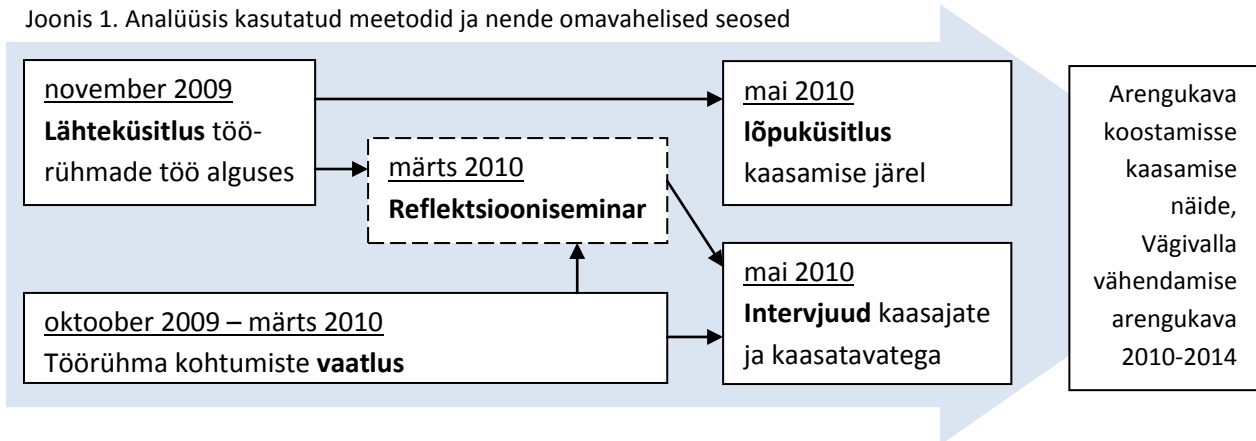 Joonis 1. Analüüsis kasutatud meetodid ja nende omavahelised seosed
november 2009
Lähteküsitlus töö-
rühmade töö alguses
märts 2010
Reflektsiooniseminar
oktoober 2009 – märts 2010
Töörühma kohtumiste vaatlus
mai 2010
lõpuküsitlus
kaasamise järel
mai 2010
Intervjuud kaasajate
ja kaasatavatega
Arengukava
koostamisse
kaasamise
näide,
Vägivalla
vähendamise
arengukava
2010-2014